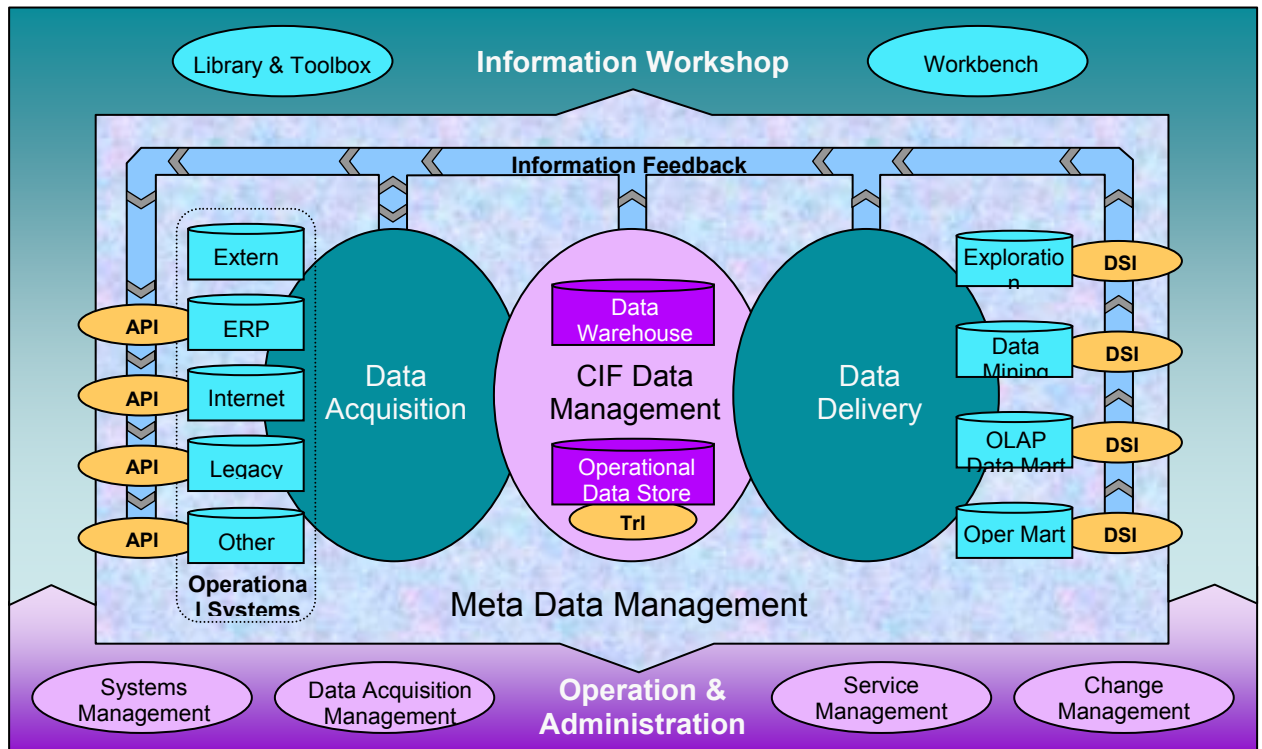 Library & Toolbox
Information Workshop
Workbench
Information Feedback
Extern
ERP
Internet
Legacy
Other
Operationa
l Systems
API
API
API
API
Data
Acquisition
Data
Warehouse
CIF Data
Management
Operational
Data Store
TrI
Data
Delivery
Exploratio
n
Data
Mining
OLAP
Data Mart
Oper Mart
DSI
DSI
DSI
DSI
Meta Data Management
Systems
Management
Data Acquisition
Management
Operation &
Administration
Service
Management
Change
Management